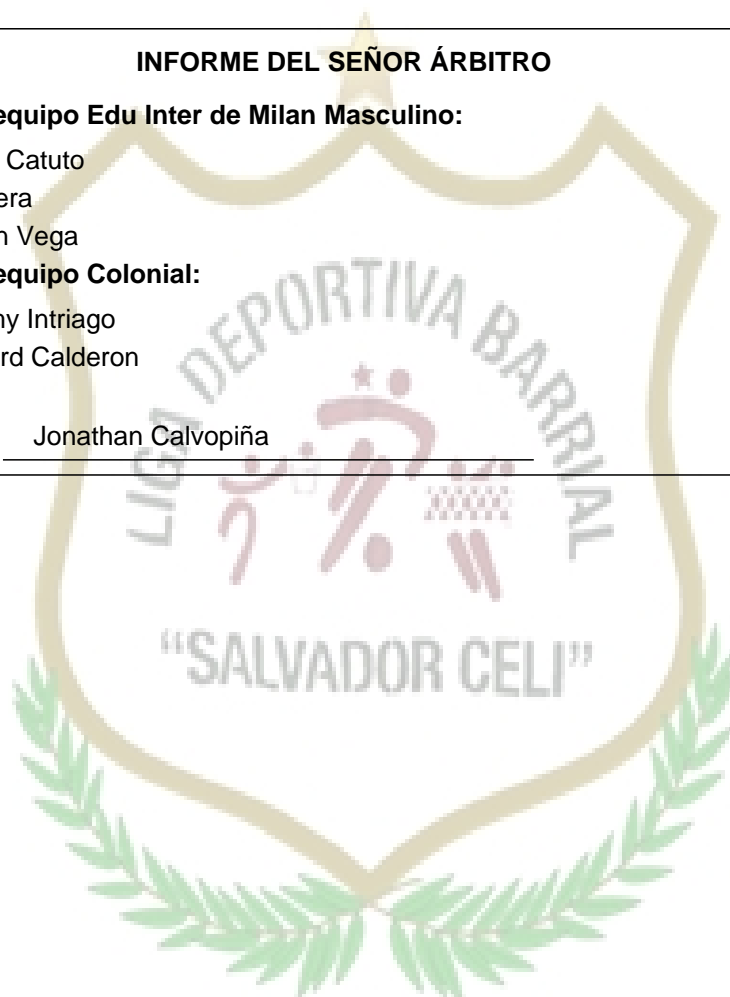 INFORME DEL SEÑOR ÁRBITRO
equipo Edu Inter de Milan Masculino:
Catuto
era
n Vega
equipo Colonial:
ny Intriago
rd Calderon
Jonathan Calvopiña
LIGA DEPORTIVA BARRIAL
“SALVADOR CELI”